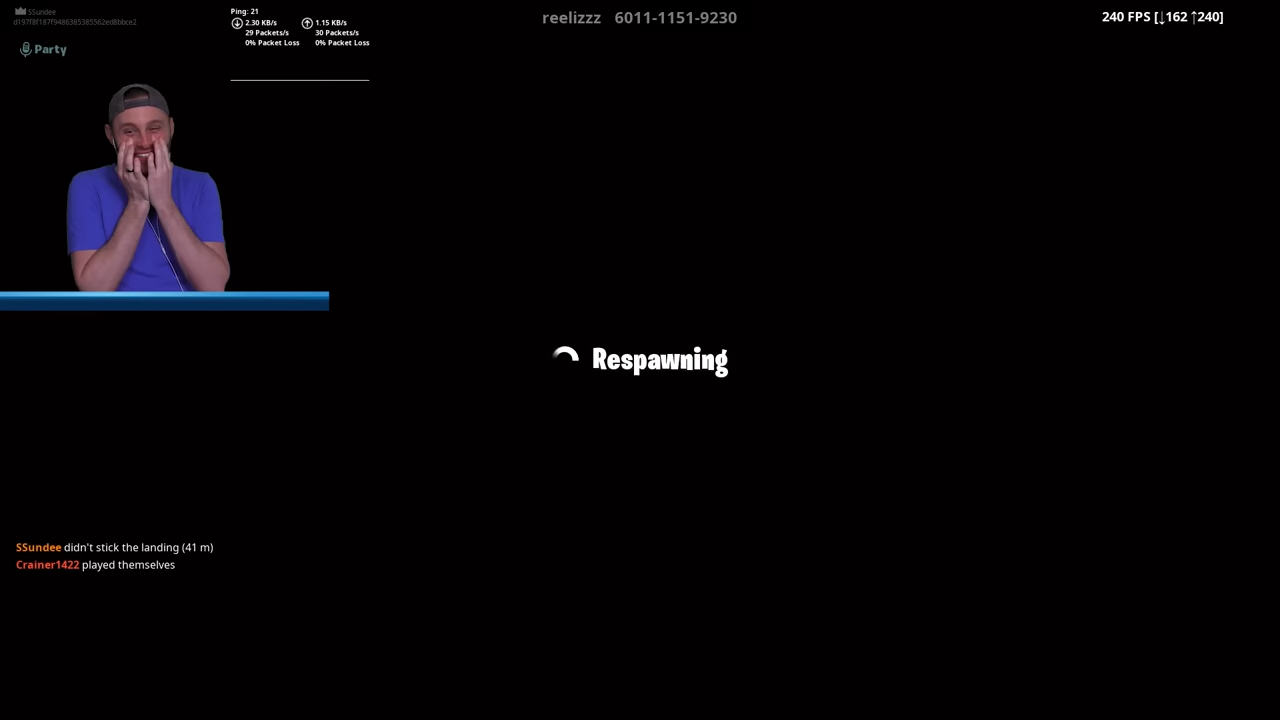 SSundee
d197f8f187f9486385385562ed8bbce2
Party
Ping: 21
2.30 KB/s 1.15 KB/s
29 Packets/s 30 Packets/s
0% Packet Loss 0% Packet Loss
reelizzz 6011-1151-9230
240 FPS [↓162 ↑240]
Respawning
SSundee didn't stick the landing (41 m)
Crainer1422 played themselves